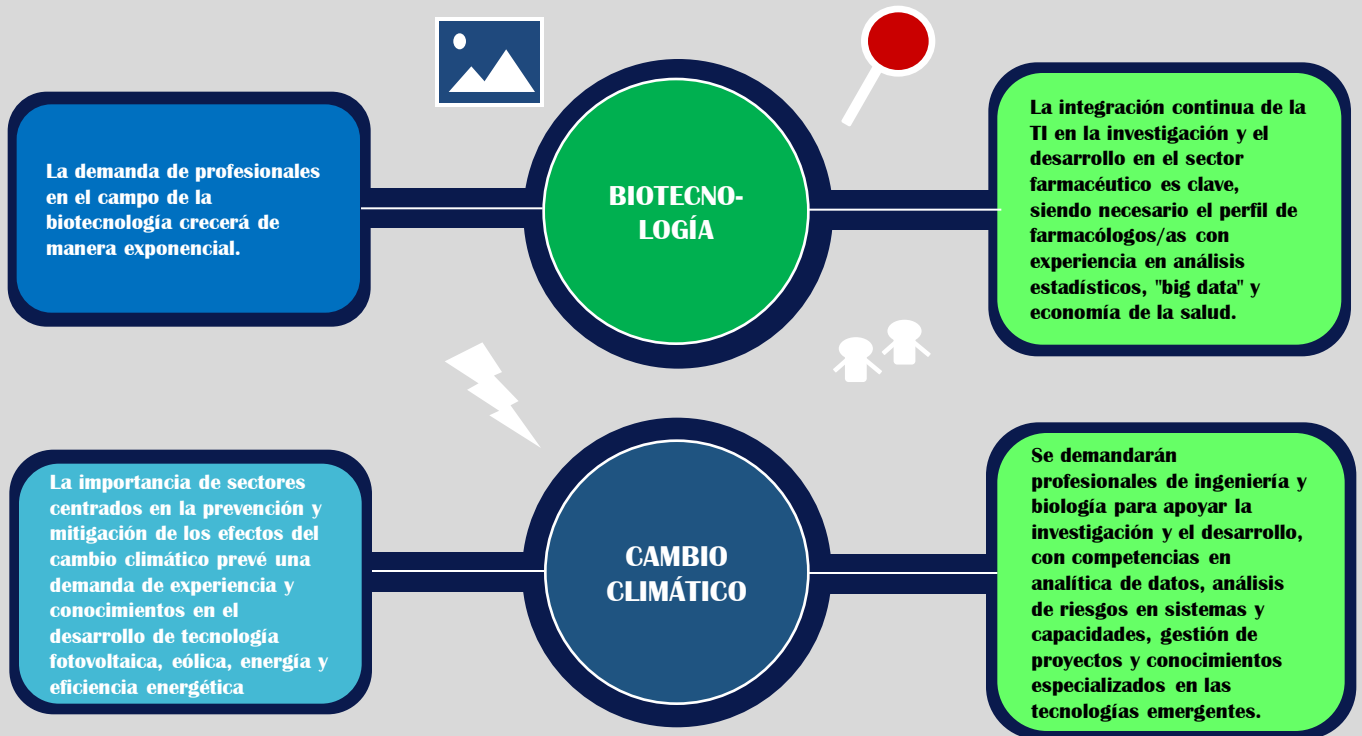 La demanda de profesionales
en el campo de la
biotecnología crecerá de
manera exponencial.
BIOTECNO-
LOGÍA
La integración continua de la
TI en la investigación y el
desarrollo en el sector
farmacéutico es clave,
siendo necesario el perfil de
farmacólogos/as con
experiencia en análisis
estadísticos, "big data" y
economía de la salud.
La importancia de sectores
centrados en la prevención y
mitigación de los efectos del
cambio climático prevé una
demanda de experiencia y
conocimientos en el
desarrollo de tecnología
fotovoltaica, eólica, energía y
eficiencia energética
CAMBIO
CLIMÁTICO
Se demandarán
profesionales de ingeniería y
biología para apoyar la
investigación y el desarrollo,
con competencias en
analítica de datos, análisis
de riesgos en sistemas y
capacidades, gestión de
proyectos y conocimientos
especializados en las
tecnologías emergentes.